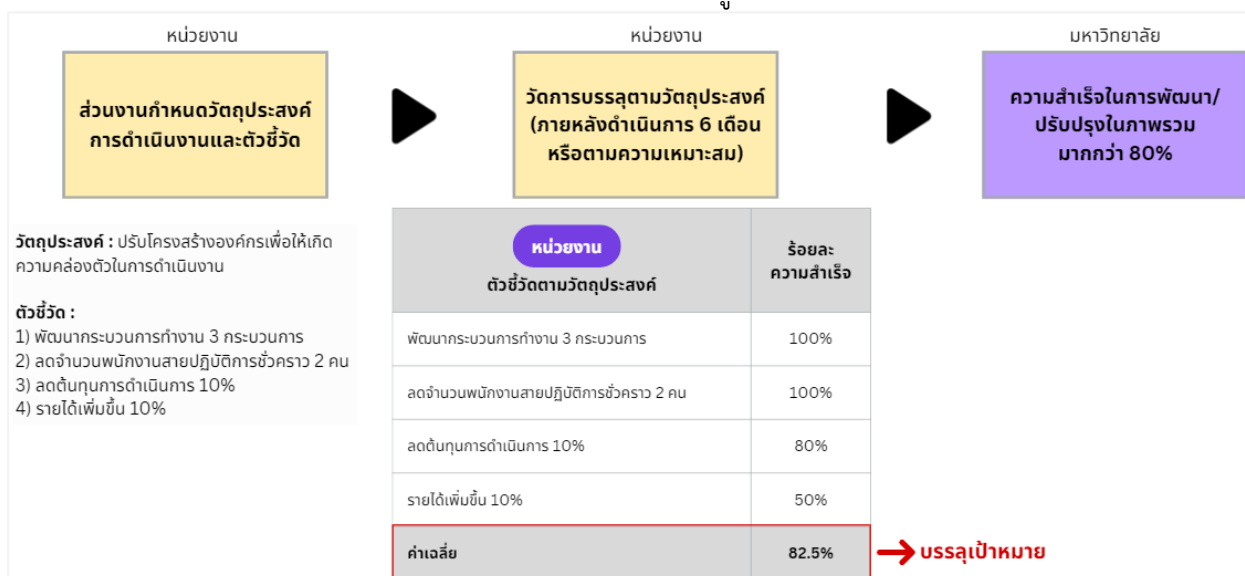 หน่วยงาน
ส่วนงานกำหนดวัตถุประสงค์
การดำเนินงานและตัวชี้วัด
หน่วยงาน
วัดการบรรลุตามวัตถุประสงค์
(ภายหลังดำเนินการ 6 เดือน
หรือตามความเหมาะสม)
มหาวิทยาลัย
ความสำเร็จในการพัฒนา/
ปรับปรุงในภาพรวม
มากกว่า 80%
วัตถุประสงค์ : ปรับโครงสร้างองค์กรเพื่อให้เกิด
ความคล่องตัวในการดำเนินงาน
ตัวชี้วัด :
1) พัฒนากระบวนการทำงาน 3 กระบวนการ
2) ลดจำนวนพนักงานสายปฏิบัติการชั่วคราว 2 คน
3) ลดต้นทุนการดำเนินการ 10%
4) รายได้เพิ่มขึ้น 10%
หน่วยงาน
ตัวชี้วัดตามวัตถุประสงค์
ร้อยละ
ความสำเร็จ
พัฒนากระบวนการทำงาน 3 กระบวนการ 100%
ลดจำนวนพนักงานสายปฏิบัติการชั่วคราว 2 คน 100%
ลดต้นทุนการดำเนินการ 10% 80%
รายได้เพิ่มขึ้น 10% 50%
ค่าเฉลี่ย 82.5% บรรลุเป้าหมาย